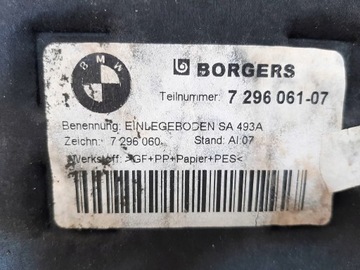 BMW
BORGERS
Teilnummer: 7 296 061-07
Benennung: EINLEGEBODEN SA 493A
Zeichn: 7 296 060. Stand: AI 07
Werkstoff: >GF+PP+Papier+PES<